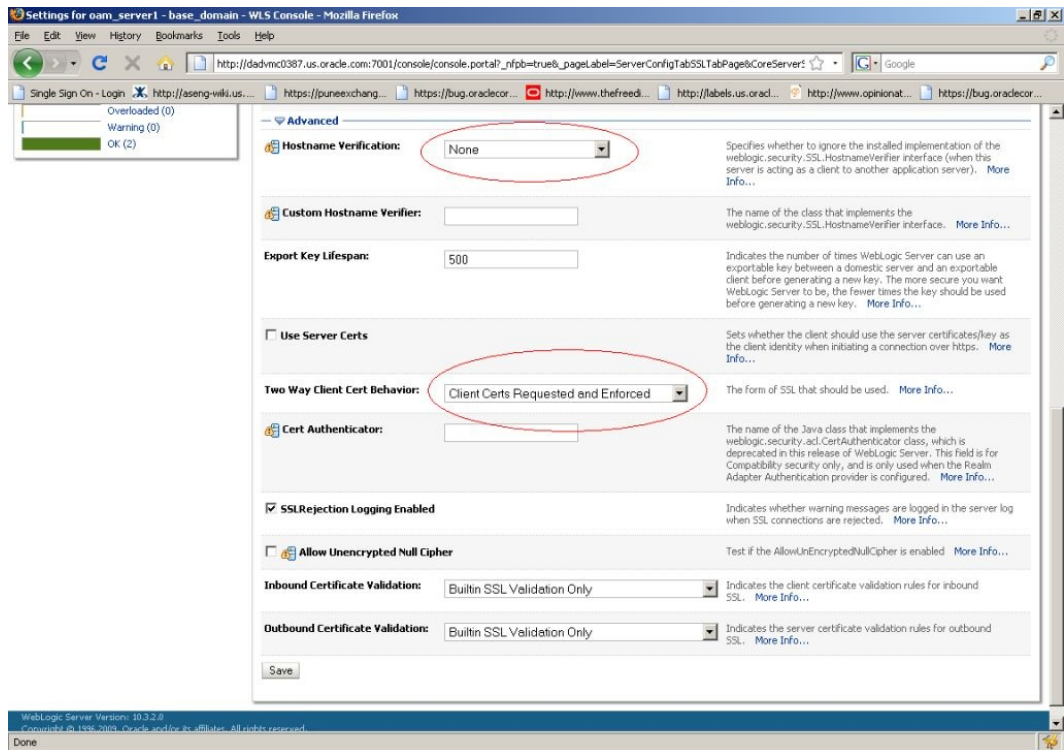 Settings for oam_server1 - base_domain - WLS Console - Mozilla Firefox
File Edit View History Bookmarks Tools Help
http://dadvmc0387.us.oracle.com:7001/console/console.portal?_nfpb=true&_pageLabel=ServerConfigTabSSLTabPage&CoreServerS
Google
Single Sign On - Login http://aseng-wiki.us.... https://puneexchang... https://bug.oraclecor... http://www.thefreedi... http://labels.us.oracl... http://www.opinionat... https://bug.oraclecor...
Overloaded (0)
Warning (0)
OK (2)
Advanced
Hostname Verification:
None
Specifies whether to ignore the installed implementation of the
weblogic.security.SSL.HostnameVerifier interface (when this
server is acting as a client to another application server). More
Info...
Custom Hostname Verifier:
The name of the class that implements the
weblogic.security.SSL.HostnameVerifier interface. More Info...
Export Key Lifespan:
500
Indicates the number of times WebLogic Server can use an
exportable key between a domestic server and an exportable
client before generating a new key. The more secure you want
WebLogic Server to be, the fewer times the key should be used
before generating a new key. More Info...
Use Server Certs
Sets whether the client should use the server certificates/key as
the client identity when initiating a connection over https. More
Info...
Two Way Client Cert Behavior:
Client Certs Requested and Enforced
The form of SSL that should be used. More Info...
Cert Authenticator:
The name of the Java class that implements the
weblogic.security.acl.CertAuthenticator class, which is
deprecated in this release of WebLogic Server. This field is for
Compatibility security only, and is only used when the Realm
Adapter Authentication provider is configured. More Info...
SSLRejection Logging Enabled
Indicates whether warning messages are logged in the server log
when SSL connections are rejected. More Info...
Allow Unencrypted Null Cipher
Test if the AllowUnEncryptedNullCipher is enabled More Info...
Inbound Certificate Validation:
Builtin SSL Validation Only
Indicates the client certificate validation rules for inbound
SSL. More Info...
Outbound Certificate Validation:
Builtin SSL Validation Only
Indicates the server certificate validation rules for outbound
SSL. More Info...
Save
WebLogic Server Version: 10.3.2.0
Copyright © 1996,2009, Oracle and/or its affiliates. All rights reserved.
Done